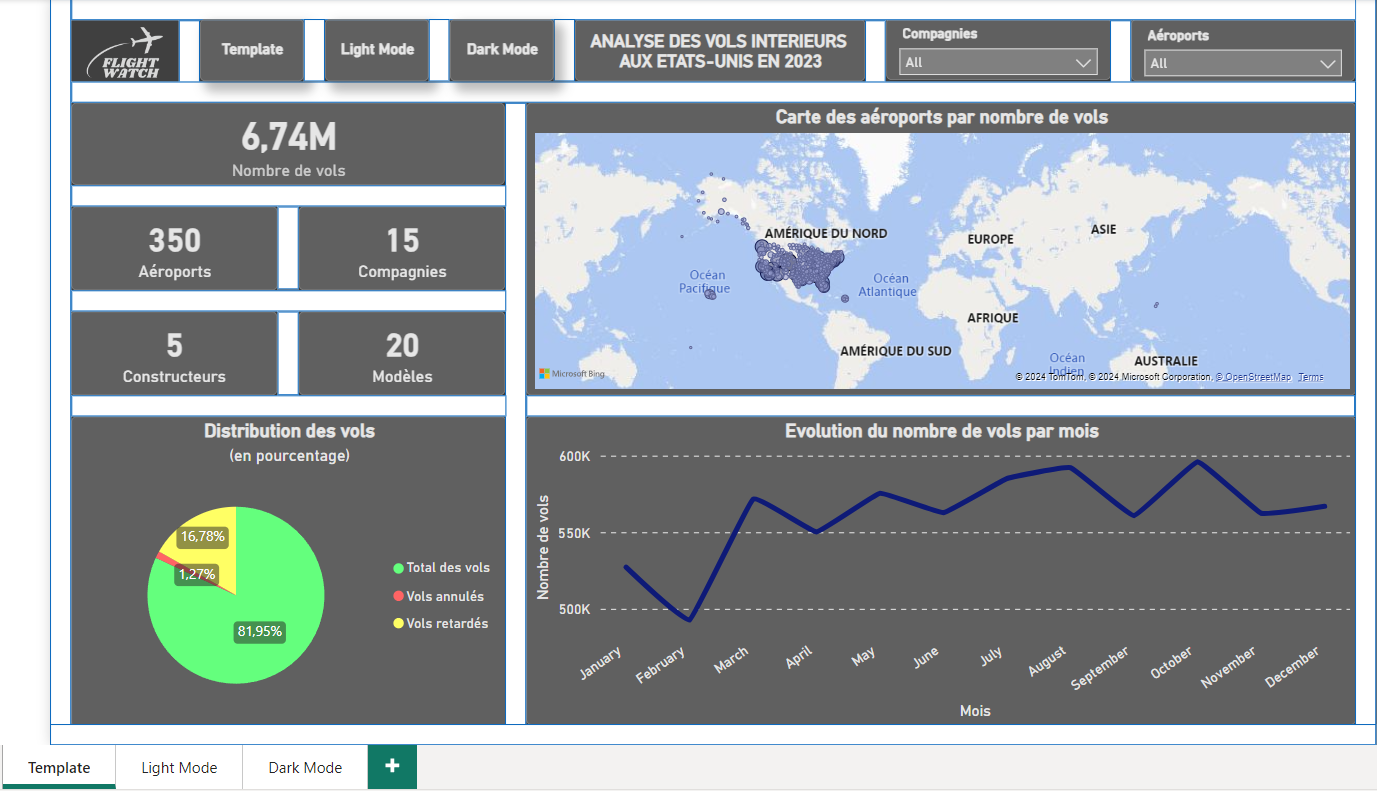 FLIGHT
WATCH
Template
Light Mode
Dark Mode
ANALYSE DES VOLS INTERIEURS
AUX ETATS-UNIS EN 2023
Compagnies
All
Aéroports
All
6,74M
Nombre de vols
350
Aéroports
15
Compagnies
5
Constructeurs
20
Modèles
Carte des aéroports par nombre de vols
AMÉRIQUE DU NORD
EUROPE
ASIE
Océan
Pacifique
Océan
Atlantique
AFRIQUE
AMÉRIQUE DU SUD
Océan
Indien
AUSTRALIE
Microsoft Bing
© 2024 TomTom, © 2024 Microsoft Corporation, © OpenStreetMap Terms
Distribution des vols
(en pourcentage)
16,78%
1,27%
81,95%
Total des vols
Vols annulés
Vols retardés
Evolution du nombre de vols par mois
Nombre de vols
600K
550K
500K
January
February
March
April
May
June
July
August
September
October
November
December
Mois
Template
Light Mode
Dark Mode
+